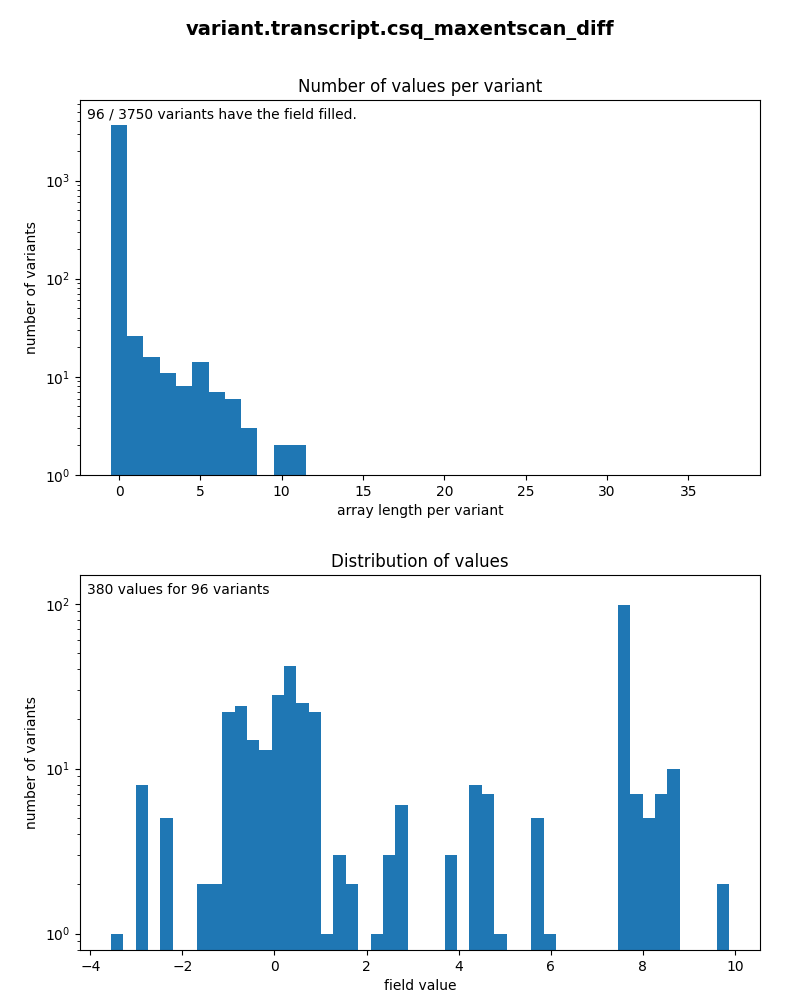 variant.transcript.csq_maxentscan_diff
Number of values per variant
96 / 3750 variants have the field filled.
number of variants
10³
10²
10¹
10⁰
0 5 10 15 20 25 30 35
array length per variant
Distribution of values
380 values for 96 variants
number of variants
10²
10¹
10⁰
−4 −2 0 2 4 6 8 10
field value